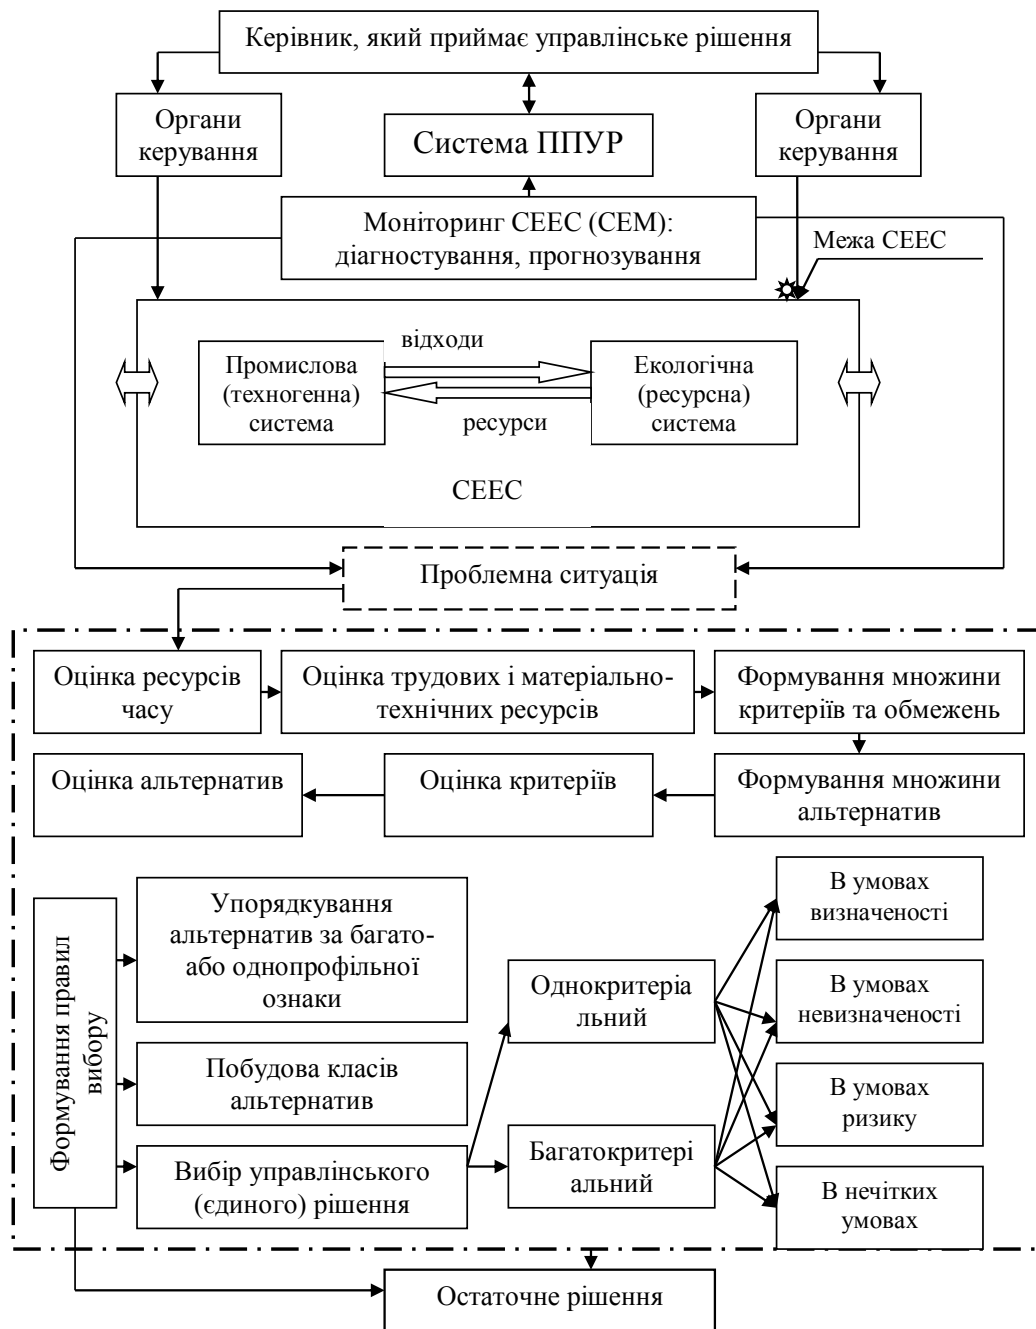 Керівник, який приймає управлінське рішення
Органи
керування
Система ППУР
Органи
керування
Моніторинг СЕЕС (СЕМ):
діагностування, прогнозування
Межа СЕЕС
відходи
Промислова
(техногенна)
система
Екологічна
(ресурсна)
система
ресурси
СЕЕС
Проблемна ситуація
Оцінка ресурсів
часу
Оцінка трудових і матеріально-
технічних ресурсів
Формування множини
критеріїв та обмежень
Оцінка альтернатив
Оцінка критеріїв
Формування множини
альтернатив
Формування правил
вибору
Упорядкування
альтернатив за багато-
або однопрофільної
ознаки
Побудова класів
альтернатив
Вибір управлінського
(єдиного) рішення
Однокритеріа
льний
Багатокритері
альний
В умовах
визначеності
В умовах
невизначеності
В умовах
ризику
В нечітких
умовах
Остаточне рішення